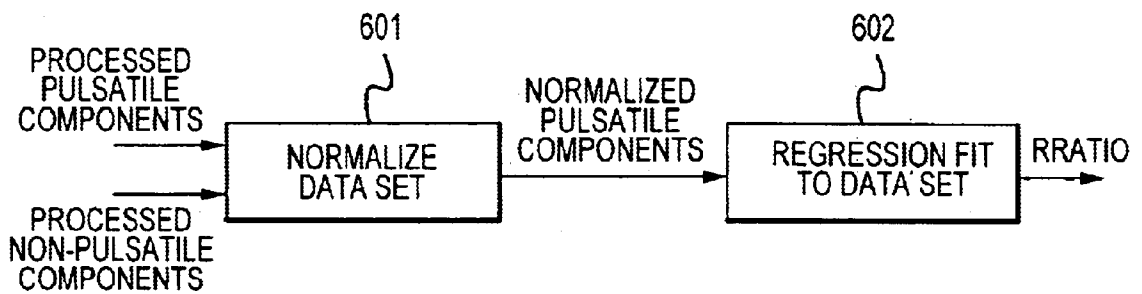 601
602
PROCESSED
PULSATILE
COMPONENTS
NORMALIZE
DATA SET
NORMALIZED
PULSATILE
COMPONENTS
REGRESSION FIT
TO DATA SET
RRATIO
PROCESSED
NON-PULSATILE
COMPONENTS